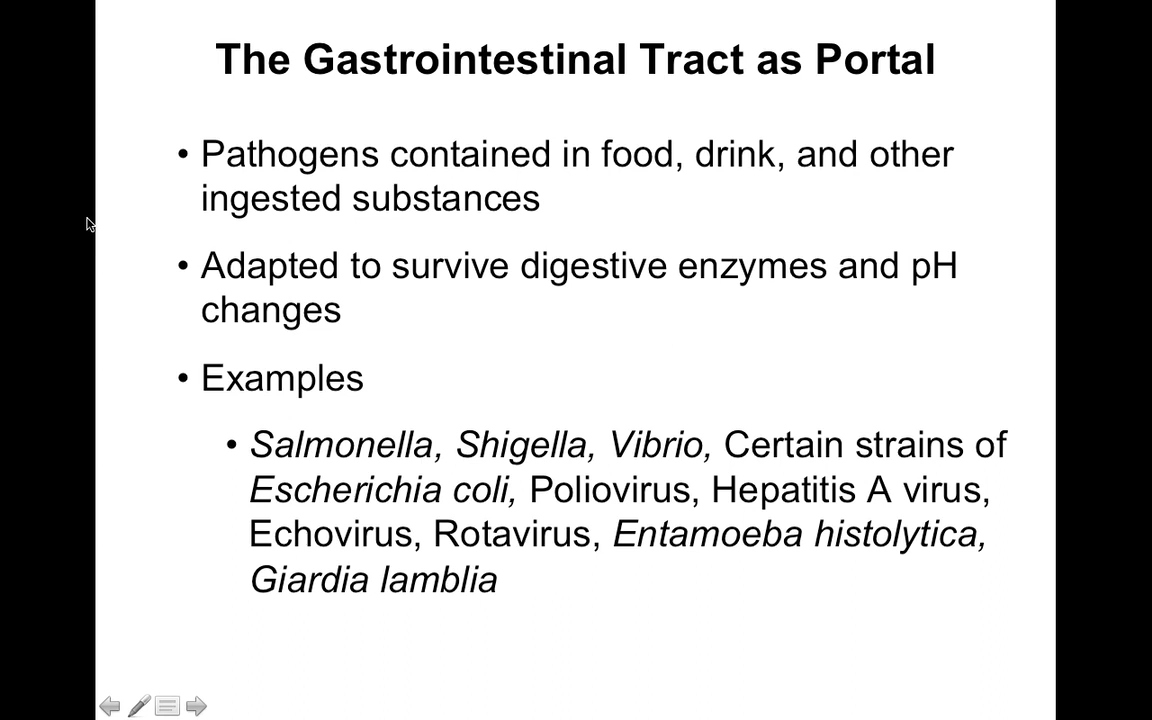 The Gastrointestinal Tract as Portal
• Pathogens contained in food, drink, and other
ingested substances
• Adapted to survive digestive enzymes and pH
changes
• Examples
• Salmonella, Shigella, Vibrio, Certain strains of
Escherichia coli, Poliovirus, Hepatitis A virus,
Echovirus, Rotavirus, Entamoeba histolytica,
Giardia lamblia